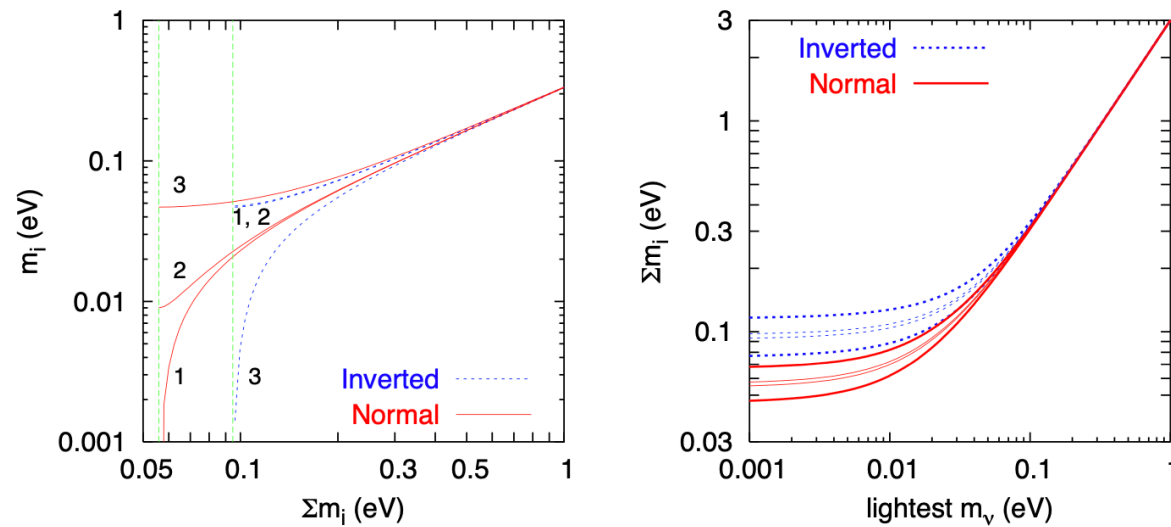 1
0.1
0.01
0.001
m_i (eV)
3
1, 2
2
1
3
Inverted
Normal
0.05
0.1
0.3
0.5
1
Σm_i (eV)
3
1
0.3
0.1
0.03
Σm_i (eV)
Inverted
Normal
0.001
0.01
0.1
1
lightest m_ν (eV)